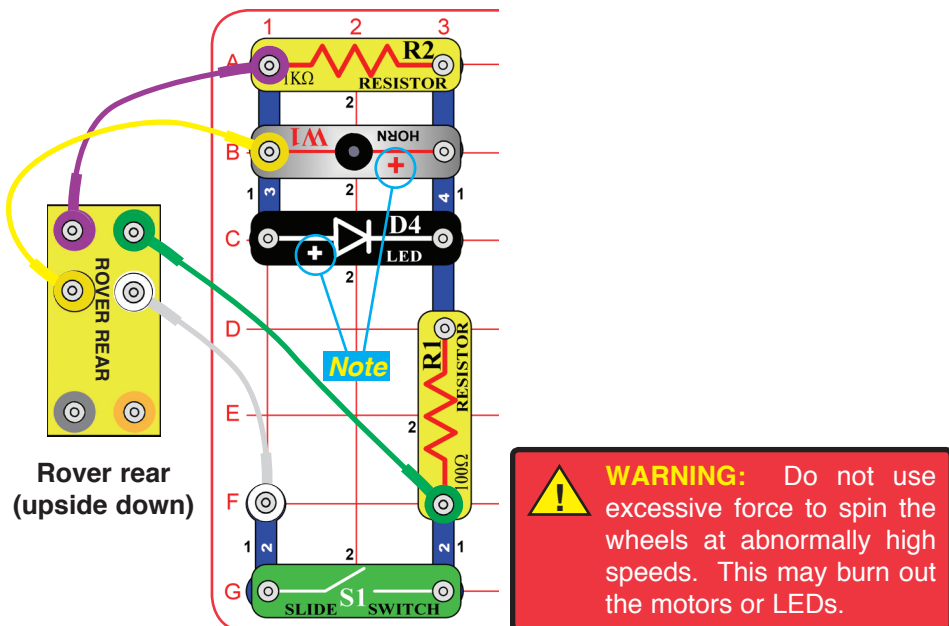 1 2 3
A
R2
1KΩ
RESISTOR
2
W1
HORN
B
+
1 3
2
4 1
C
D4
+
LED
2
ROVER REAR
D
Note
R1
RESISTOR
E
2
100Ω
Rover rear
(upside down)
F
1 2
2
2 1
G
SLIDE S1 SWITCH
!
WARNING: Do not use
excessive force to spin the
wheels at abnormally high
speeds. This may burn out
the motors or LEDs.